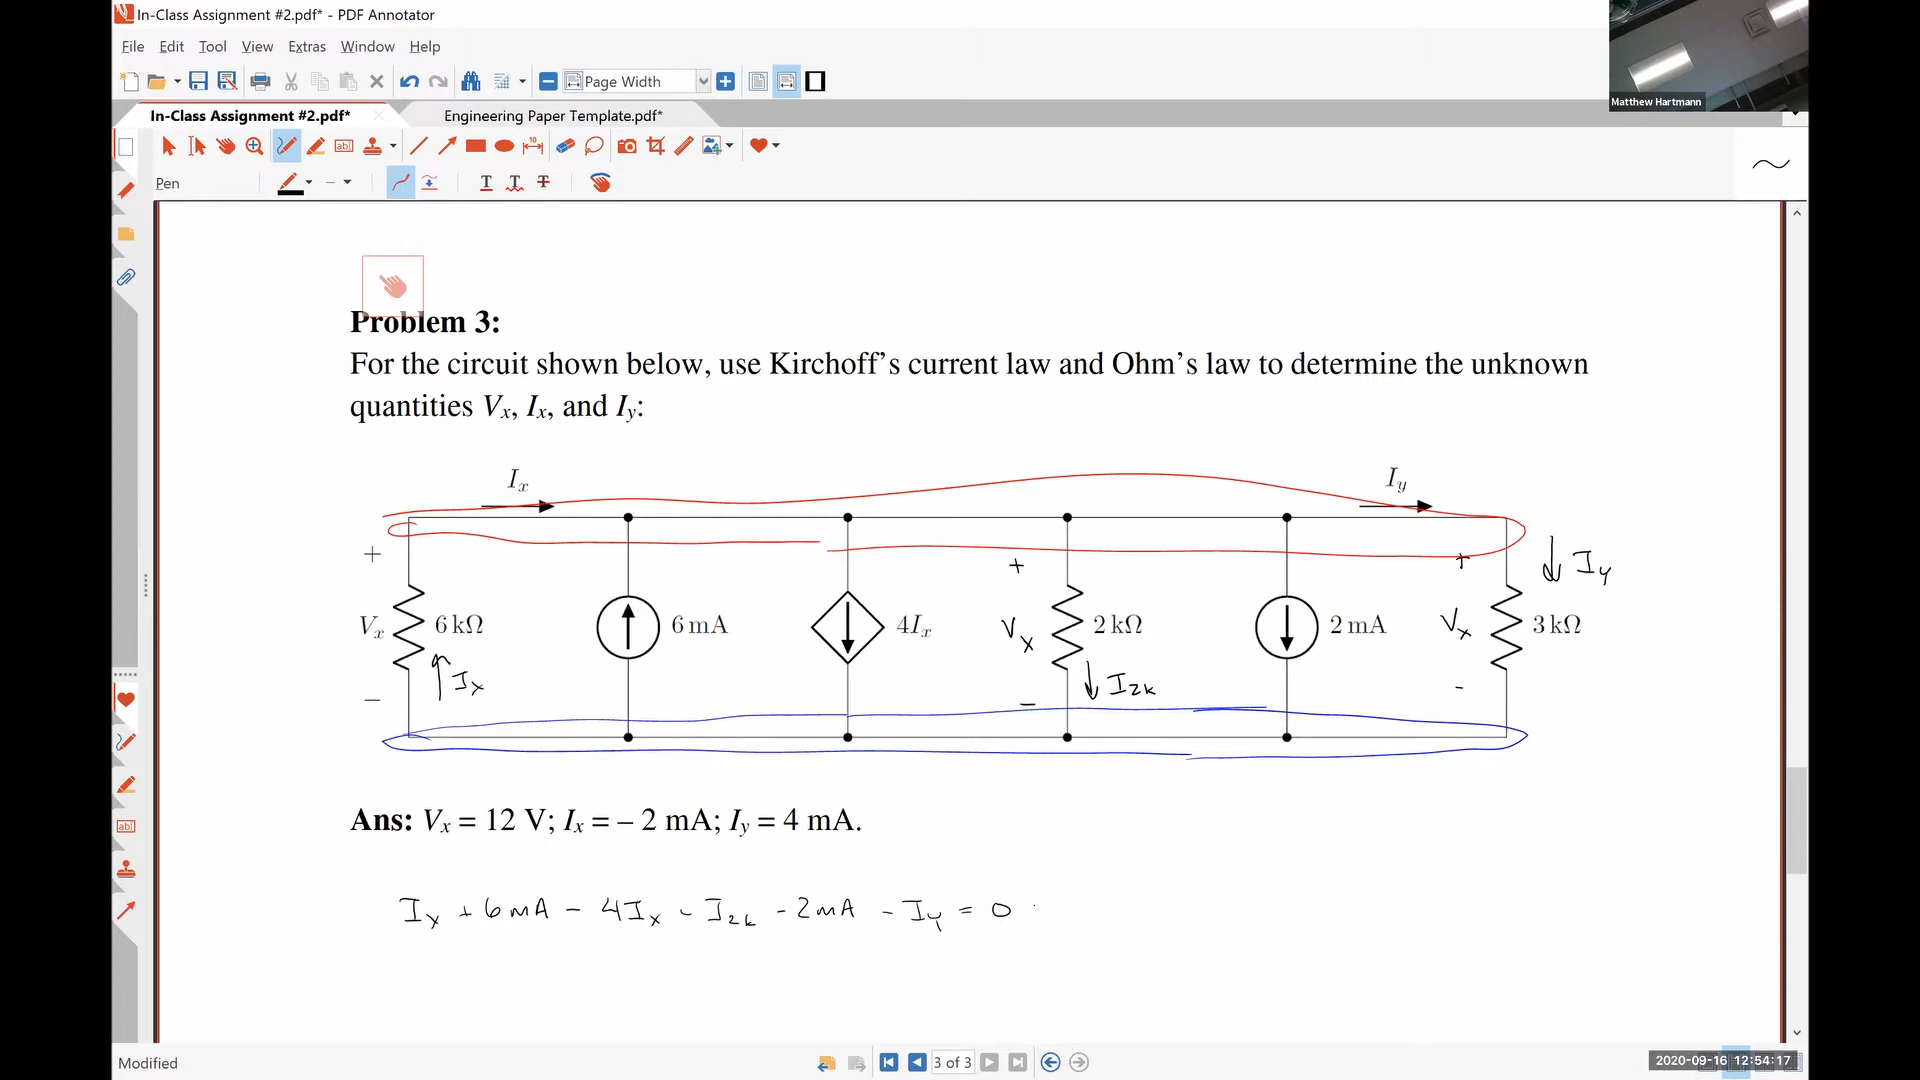 In-Class Assignment #2.pdf* - PDF Annotator
File Edit Tool View Extras Window Help
Page Width
Matthew Hartmann
In-Class Assignment #2.pdf* Engineering Paper Template.pdf*
Pen
Problem 3:
For the circuit shown below, use Kirchoff's current law and Ohm's law to determine the unknown
quantities Vx, Ix, and Iy:
Ix Iy
+ + + Iy
Vx 6 kΩ 6 mA 4Ix Vx 2 kΩ 2 mA Vx 3 kΩ
Ix I2k
− − -
Ans: Vx = 12 V; Ix = – 2 mA; Iy = 4 mA.
Ix + 6mA - 4Ix - I2k - 2mA - Iy = 0
Modified 3 of 3 2020-09-16 12:54:17